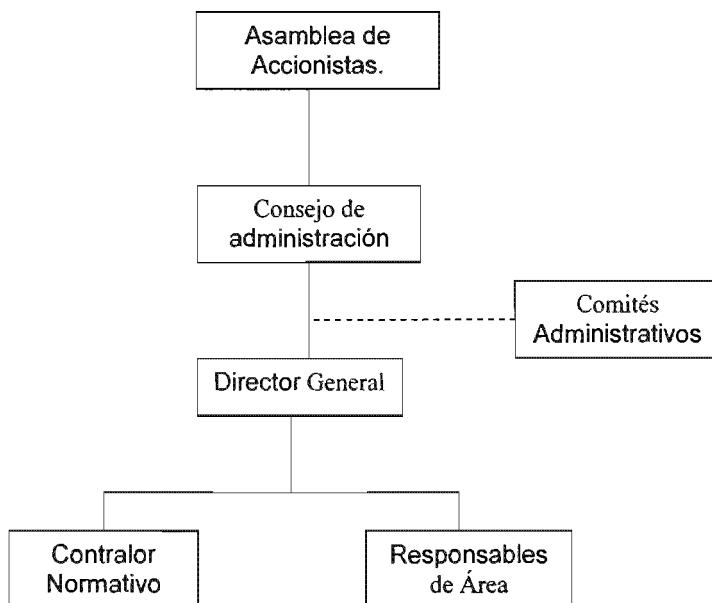 Asamblea de
Accionistas.
Consejo de
administración
Comités
Administrativos
Director General
Contralor
Normativo
Responsables
de Área